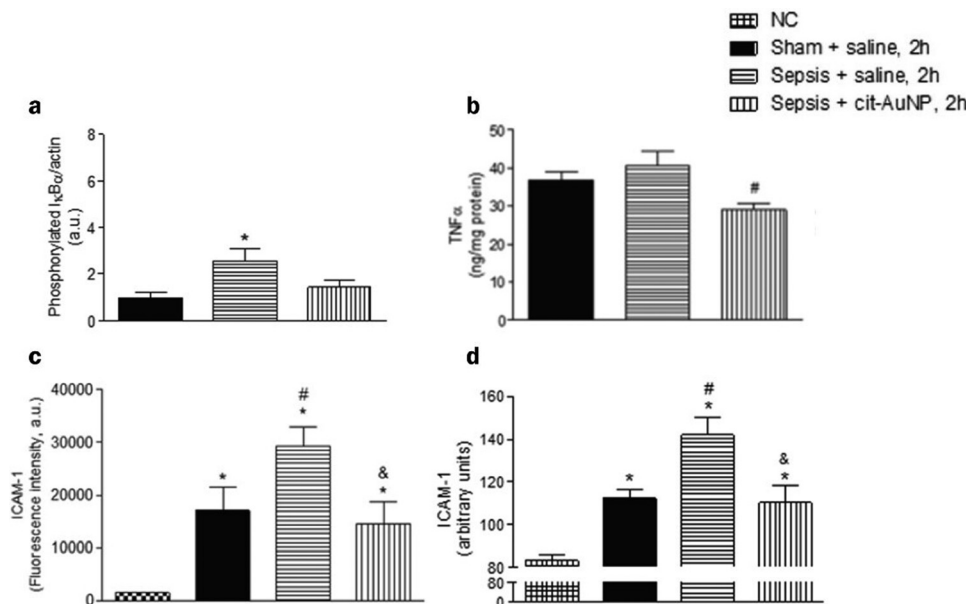 NC
Sham + saline, 2h
Sepsis + saline, 2h
Sepsis + cit-AuNP, 2h
a
Phosphorylated IκBα/actin
(a.u.)
8
6
4
2
0
*
b
TNFα
(ng/mg protein)
50
40
30
20
10
0
#
c
ICAM-1
(Fluorescence Intensity, a.u.)
40000
30000
20000
10000
0
*
#
*
&
*
d
ICAM-1
(arbitrary units)
160
140
120
100
80
80
0
*
#
*
&
*